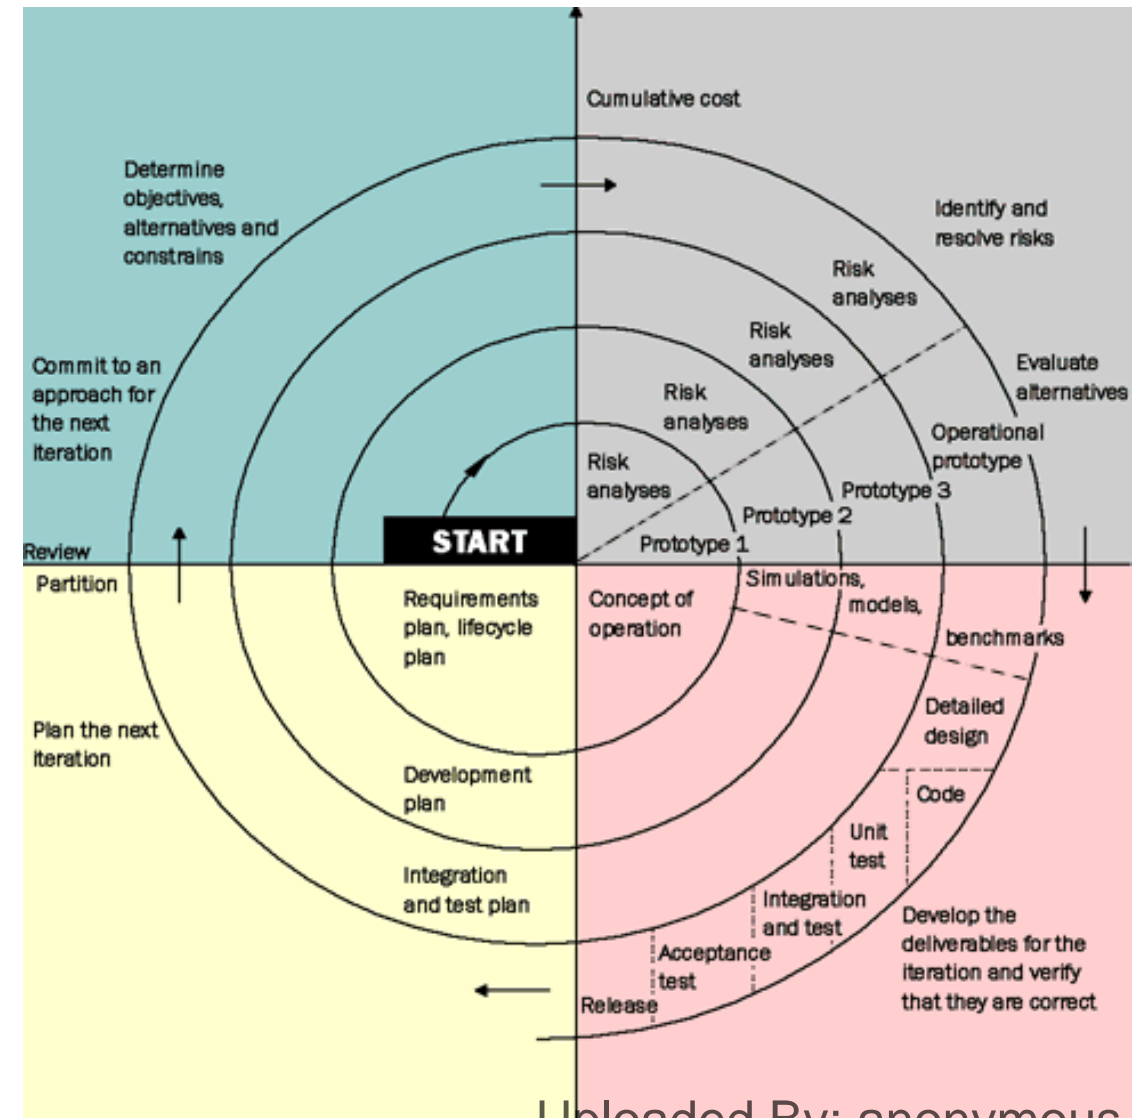 Cumulative cost
Determine
objectives,
alternatives and
constrains
Identify and
resolve risks
Risk
analyses
Risk
analyses
Commit to an
approach for
the next
iteration
Evaluate
alternatives
Risk
analyses
Operational
prototype
Risk
analyses
Prototype 3
Prototype 2
START
Prototype 1
Review
Partition
Simulations,
models,
benchmarks
Requirements
plan, lifecycle
plan
Concept of
operation
Plan the next
iteration
Detailed
design
Development
plan
Code
Unit
test
Integration
and test plan
Integration
and test
Develop the
deliverables for the
iteration and verify
that they are correct
Acceptance
test
Release
Uploaded By: anonymous